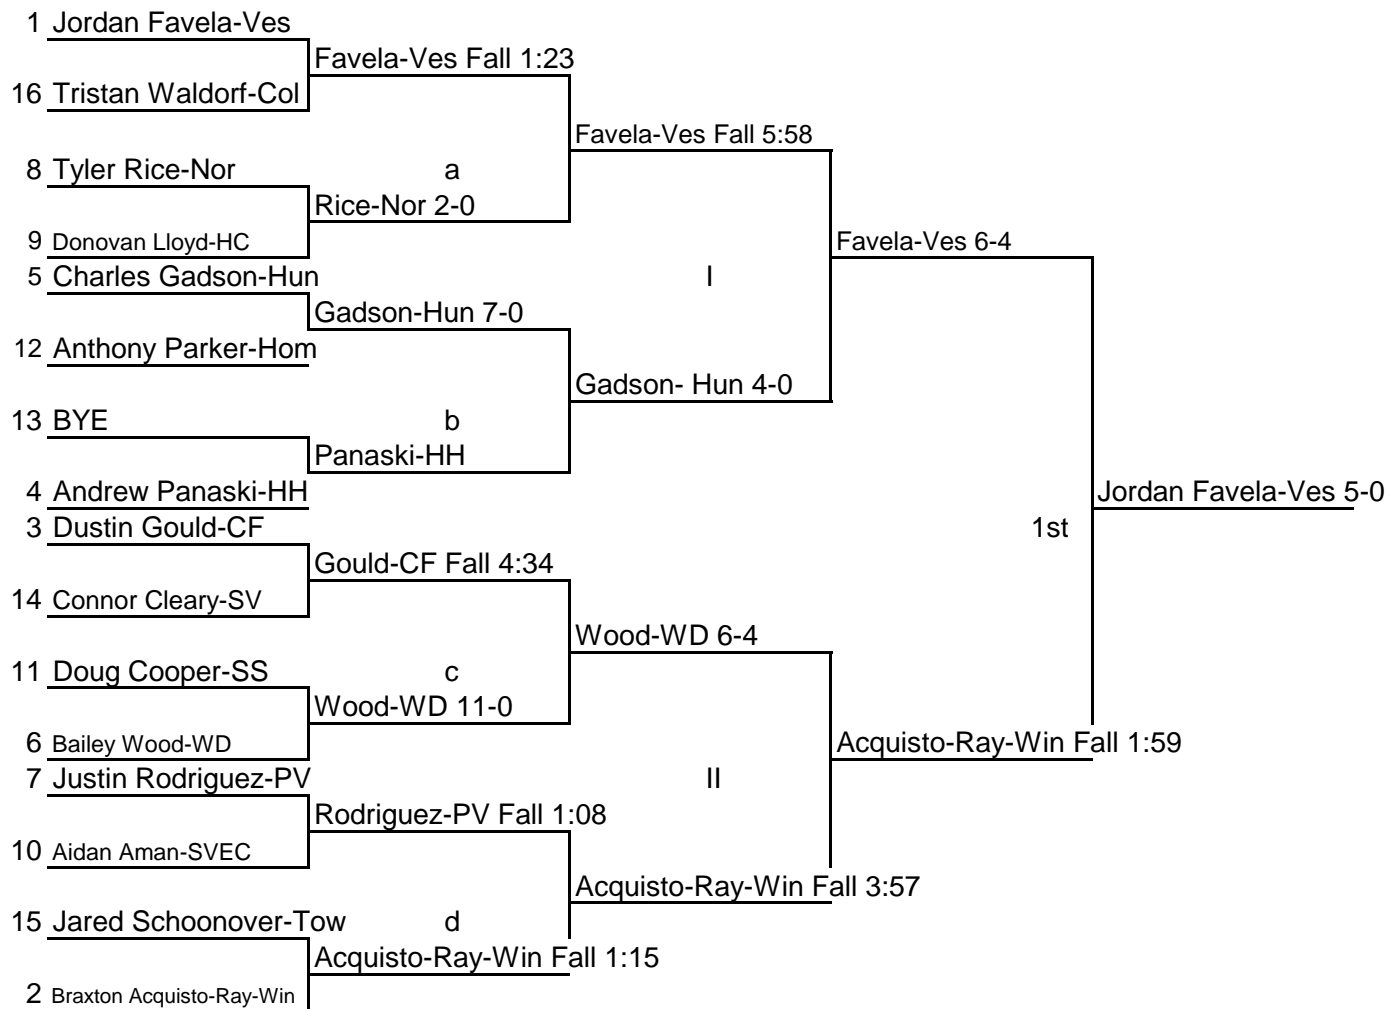 1 Jordan Favela-Ves
Favela-Ves Fall 1:23
16 Tristan Waldorf-Col
Favela-Ves Fall 5:58
8 Tyler Rice-Nor
a
Rice-Nor 2-0
9 Donovan Lloyd-HC
Favela-Ves 6-4
5 Charles Gadson-Hun
I
Gadson-Hun 7-0
12 Anthony Parker-Hom
Gadson- Hun 4-0
13 BYE
b
Panaski-HH
4 Andrew Panaski-HH
Jordan Favela-Ves 5-0
3 Dustin Gould-CF
1st
Gould-CF Fall 4:34
14 Connor Cleary-SV
Wood-WD 6-4
11 Doug Cooper-SS
c
Wood-WD 11-0
6 Bailey Wood-WD
Acquisto-Ray-Win Fall 1:59
7 Justin Rodriguez-PV
II
Rodriguez-PV Fall 1:08
10 Aidan Aman-SVEC
Acquisto-Ray-Win Fall 3:57
15 Jared Schoonover-Tow
d
Acquisto-Ray-Win Fall 1:15
2 Braxton Acquisto-Ray-Win